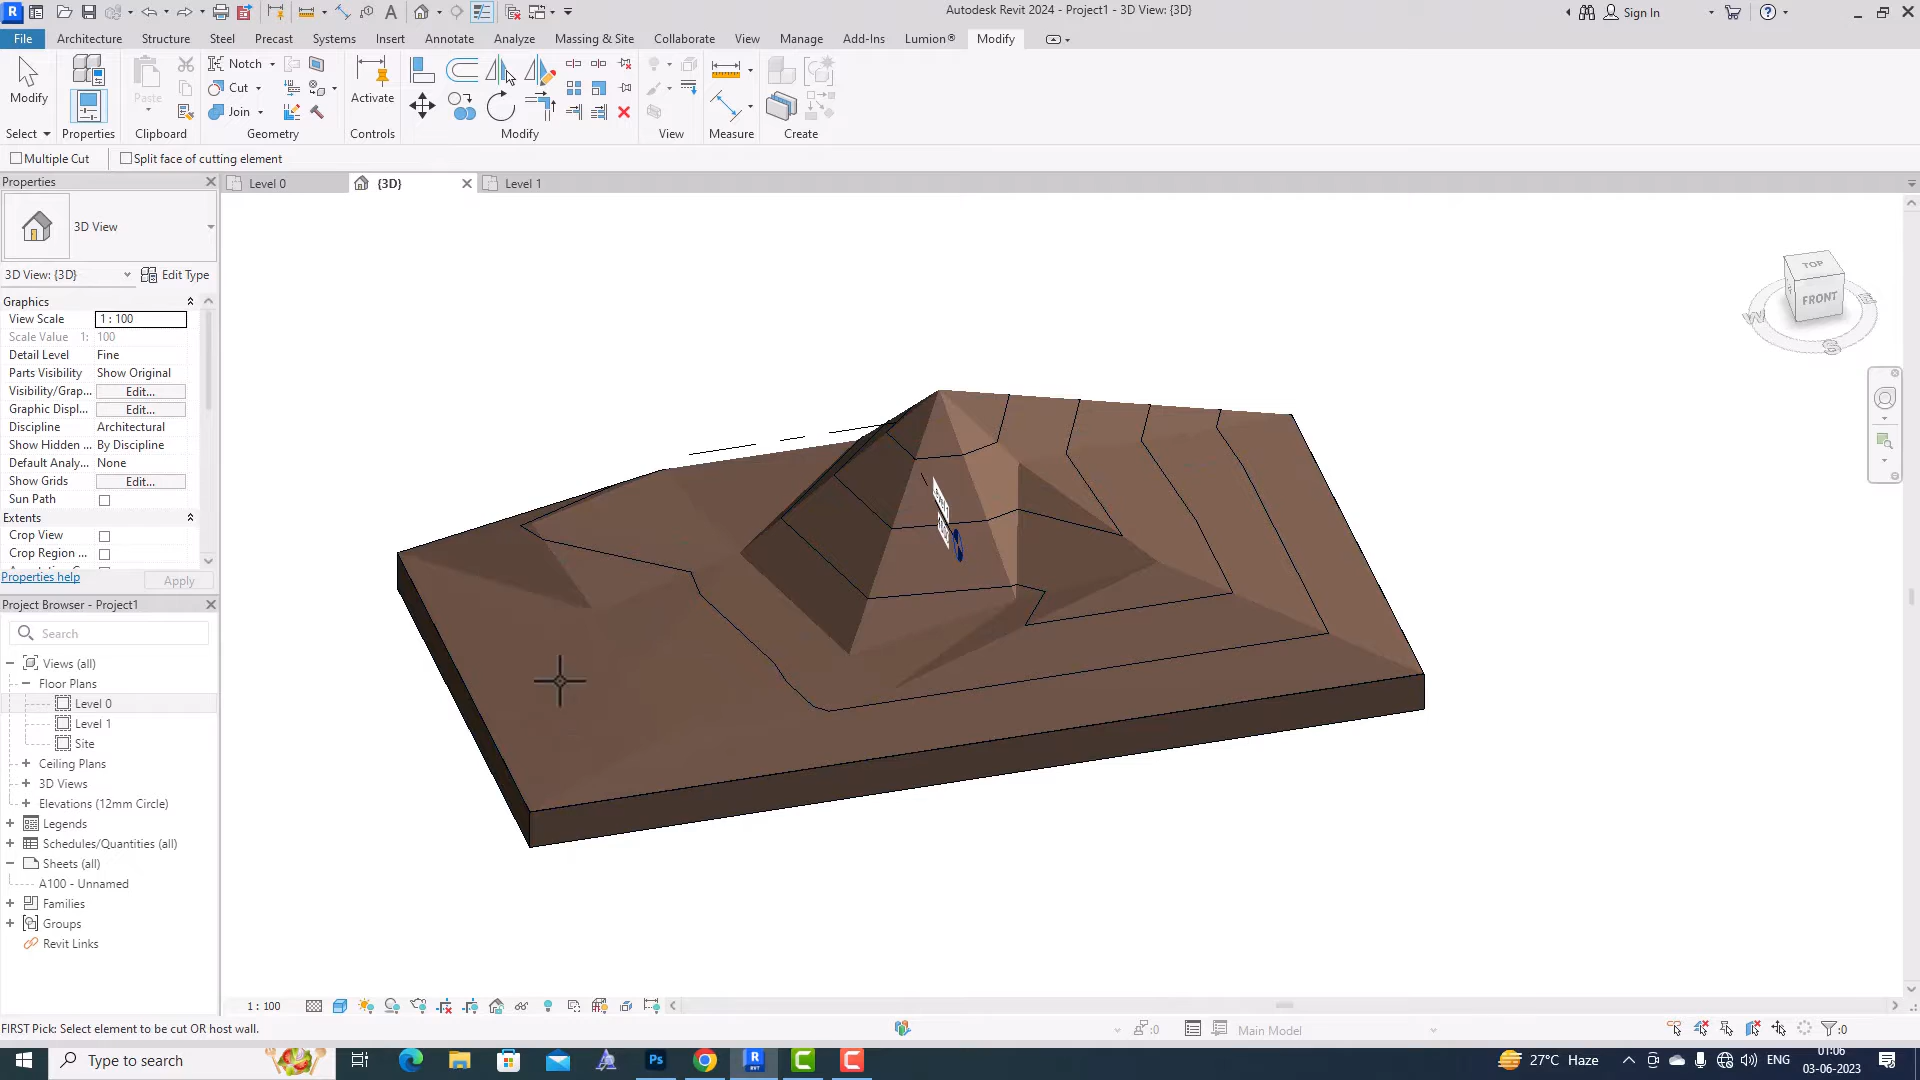 Autodesk Revit 2024 - Project1 - 3D View: {3D}
Sign In
File
Architecture
Structure
Steel
Precast
Systems
Insert
Annotate
Analyze
Massing & Site
Collaborate
View
Manage
Add-Ins
Lumion®
Modify
Modify
Paste
Notch
Cut
Join
Activate
Select
Properties
Clipboard
Geometry
Controls
Modify
View
Measure
Create
Multiple Cut
Split face of cutting element
Properties
Level 0
{3D}
Level 1
3D View
3D View: {3D}
Edit Type
Graphics
View Scale
1 : 100
Scale Value 1:
100
Detail Level
Fine
Parts Visibility
Show Original
Visibility/Grap...
Edit...
Graphic Displ...
Edit...
Discipline
Architectural
Show Hidden ...
By Discipline
Default Analy...
None
Show Grids
Edit...
Sun Path
Extents
Crop View
Crop Region ...
Properties help
Apply
TOP
FRONT
W
S
E
Project Browser - Project1
Search
Views (all)
Floor Plans
Level 0
Level 1
Site
Ceiling Plans
3D Views
Elevations (12mm Circle)
Legends
Schedules/Quantities (all)
Sheets (all)
A100 - Unnamed
Families
Groups
Revit Links
1 : 100
FIRST Pick: Select element to be cut OR host wall.
:0
Main Model
:0
Type to search
27°C Haze
ENG
01:06
03-06-2023